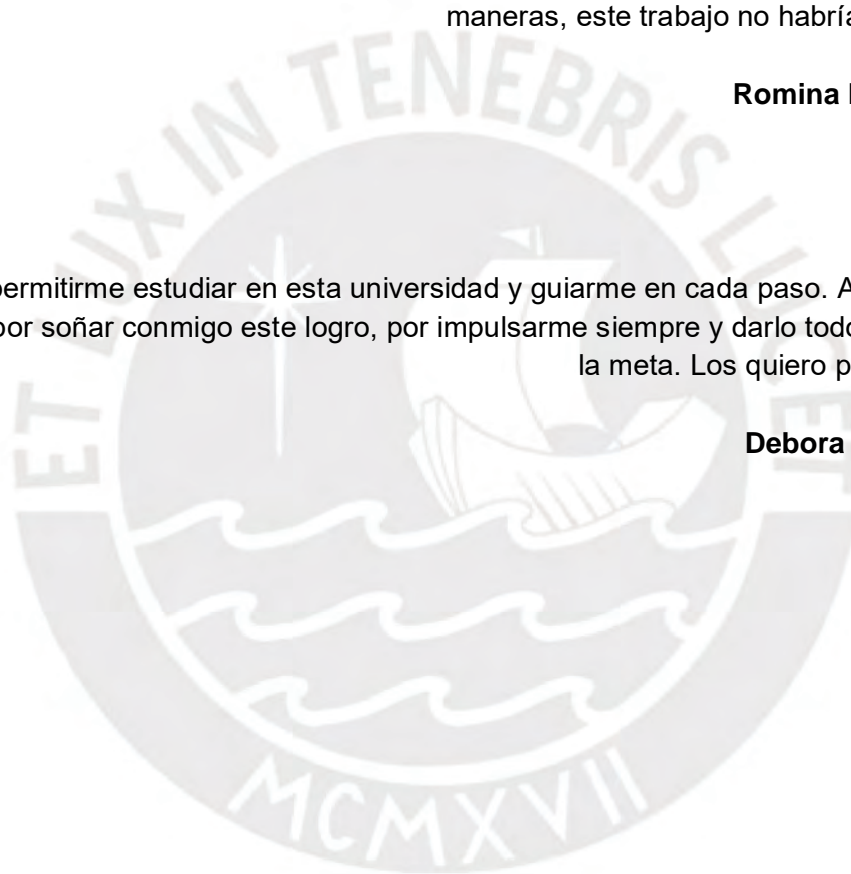 maneras, este trabajo no habría
Romina
ET LUX IN TENEBRIS LUCET
permitirme estudiar en esta universidad y guiarme en cada paso.
por soñar conmigo este logro, por impulsarme siempre y darlo todo
la meta. Los quiero
Debora
MCMXVII